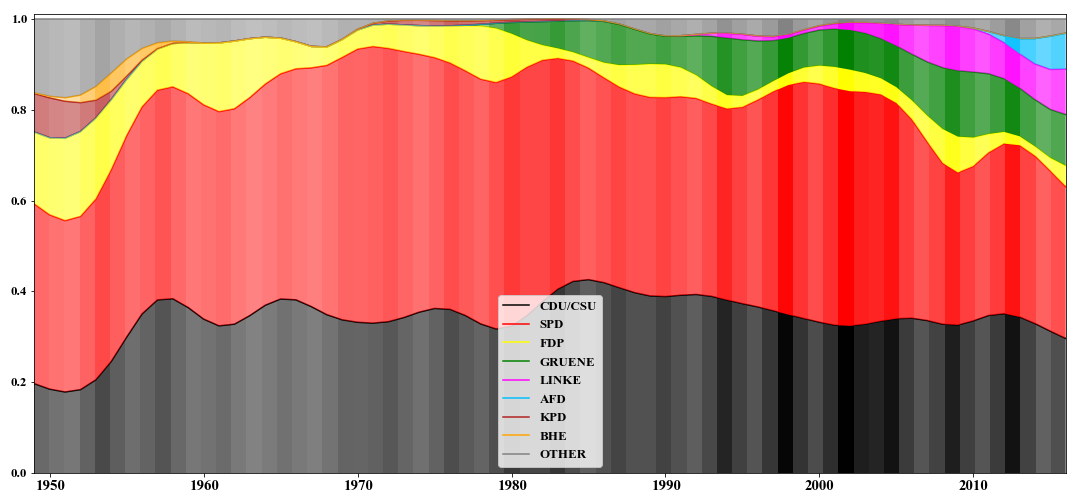 1.0
0.8
0.6
0.4
0.2
0.0
CDU/CSU
SPD
FDP
GRUENE
LINKE
AFD
KPD
BHE
OTHER
1950 1960 1970 1980 1990 2000 2010